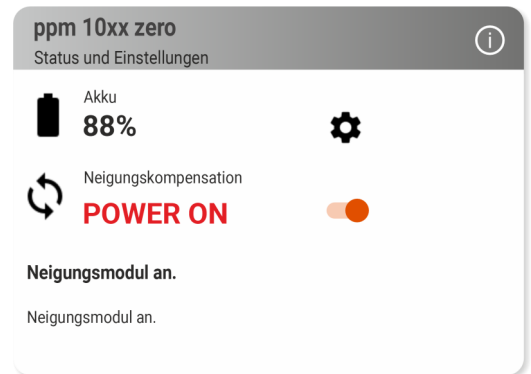 ppm 10xx zero
Status und Einstellungen
Akku
88%
Neigungskompensation
POWER ON
Neigungsmodul an.
Neigungsmodul an.